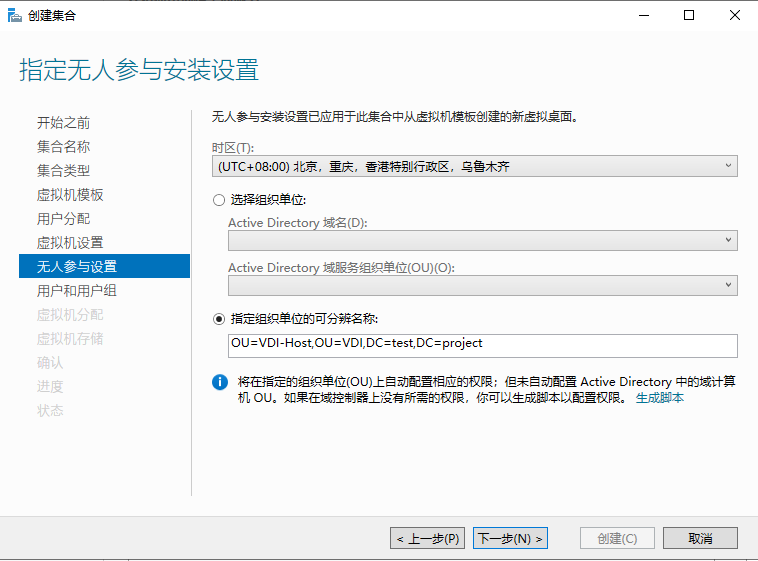 创建集合
指定无人参与安装设置
开始之前
集合名称
集合类型
虚拟机模板
用户分配
虚拟机设置
无人参与设置
用户和用户组
虚拟机分配
虚拟机存储
确认
进度
状态
无人参与安装设置已应用于此集合中从虚拟机模板创建的新虚拟桌面。
时区(T):
(UTC+08:00) 北京，重庆，香港特别行政区，乌鲁木齐
选择组织单位:
Active Directory 域名(D):
Active Directory 域服务组织单位(OU)(O):
指定组织单位的可分辨名称:
OU=VDI-Host,OU=VDI,DC=test,DC=project
将在指定的组织单位(OU)上自动配置相应的权限；但未自动配置 Active Directory 中的域计算
机 OU。如果在域控制器上没有所需的权限，你可以生成脚本以配置权限。 生成脚本
< 上一步(P)
下一步(N) >
创建(C)
取消